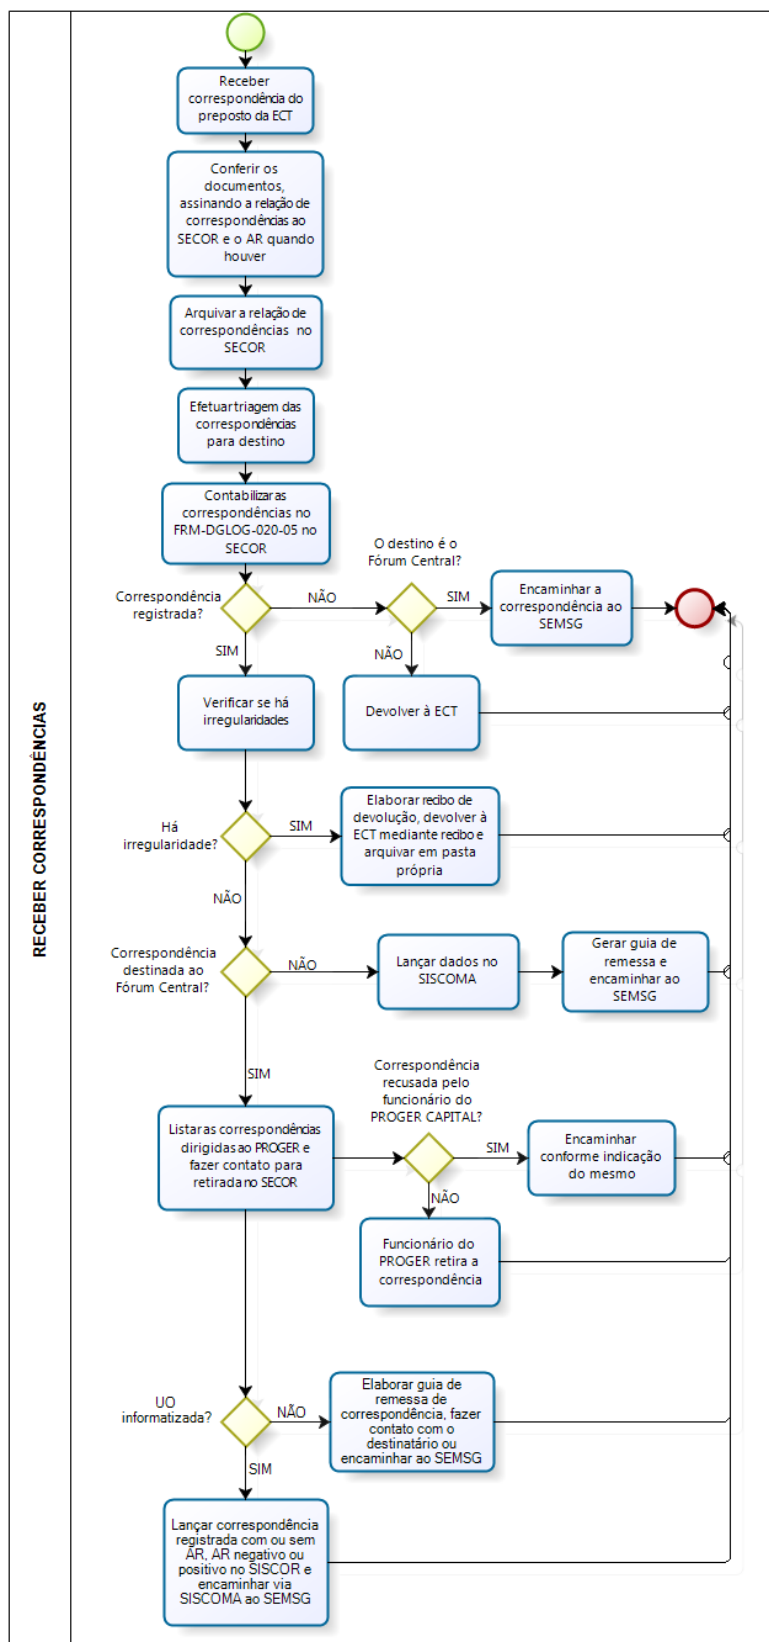 RECEBER CORRESPONDÊNCIAS
Receber
correspondência do
preposto da ECT
Conferir os
documentos,
assinando a relação de
correspondências ao
SECOR e o AR quando
houver
Arquivar a relação de
correspondências no
SECOR
Efetuar triagem das
correspondências
para destino
Contabilizar as
correspondências no
FRM-DGLOG-020-05 no
SECOR
Correspondência
registrada?
NÃO
O destino é o
Fórum Central?
SIM
Encaminhar a
correspondência ao
SEMSG
NÃO
Devolver à ECT
SIM
Verificar se há
irregularidades
Há
irregularidade?
SIM
Elaborar recibo de
devolução, devolver à
ECT mediante recibo e
arquivar em pasta
própria
NÃO
Correspondência
destinada ao
Fórum Central?
NÃO
Lançar dados no
SISCOMA
Gerar guia de
remessa e
encaminhar ao
SEMSG
SIM
Listar as correspondências
dirigidas ao PROGER e
fazer contato para
retirada no SECOR
Correspondência
recusada pelo
funcionário do
PROGER CAPITAL?
SIM
Encaminhar
conforme indicação
do mesmo
NÃO
Funcionário do
PROGER retira a
correspondência
UO
informatizada?
NÃO
Elaborar guia de
remessa de
correspondência, fazer
contato com o
destinatário ou
encaminhar ao SEMSG
SIM
Lançar correspondência
registrada com ou sem
AR, AR negativo ou
positivo no SISCOR e
encaminhar via
SISCOMA ao SEMSG